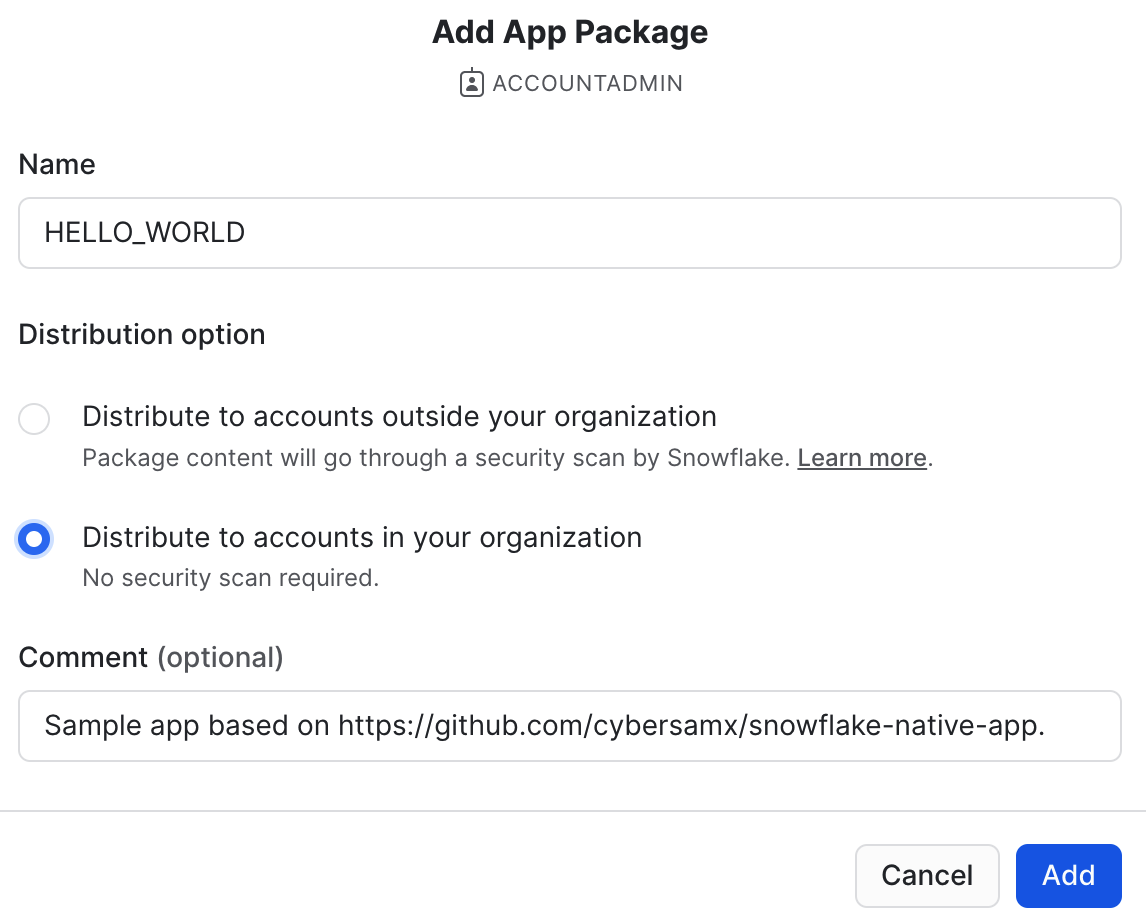 Add App Package
ACCOUNTADMIN
Name
HELLO_WORLD
Distribution option
Distribute to accounts outside your organization
Package content will go through a security scan by Snowflake. Learn more.
Distribute to accounts in your organization
No security scan required.
Comment (optional)
Sample app based on https://github.com/cybersamx/snowflake-native-app.
Cancel Add